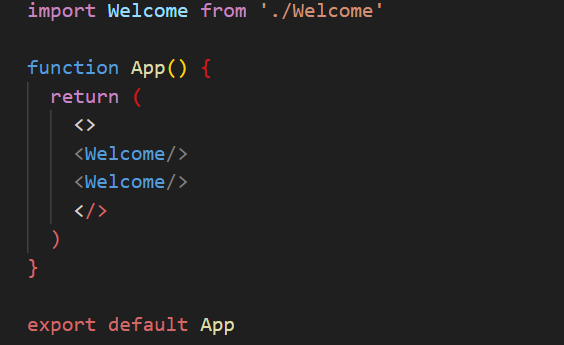 import Welcome from './Welcome'
function App() {
return (
<>
<Welcome/>
<Welcome/>
</>
)
}
export default App